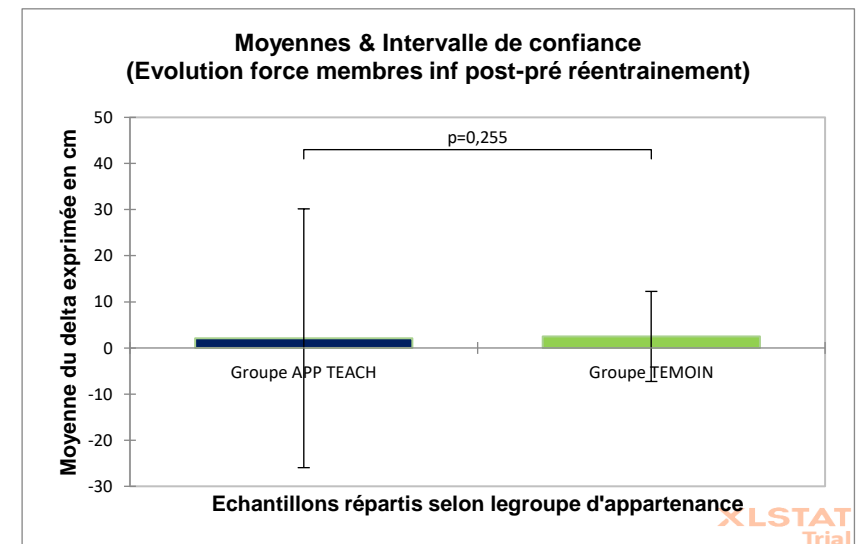 Moyennes & Intervalle de confiance
(Evolution force membres inf post-pré réentrainement)
Moyenne du delta exprimée en cm
50
40
30
20
10
0
-10
-20
-30
p=0,255
Groupe APP TEACH
Groupe TEMOIN
Echantillons répartis selon legroupe d'appartenance
XLSTAT
Trial